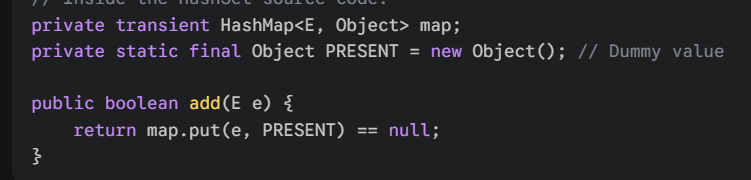 // Inside the HashSet source code:
private transient HashMap<E, Object> map;
private static final Object PRESENT = new Object(); // Dummy value
public boolean add(E e) {
    return map.put(e, PRESENT) == null;
}